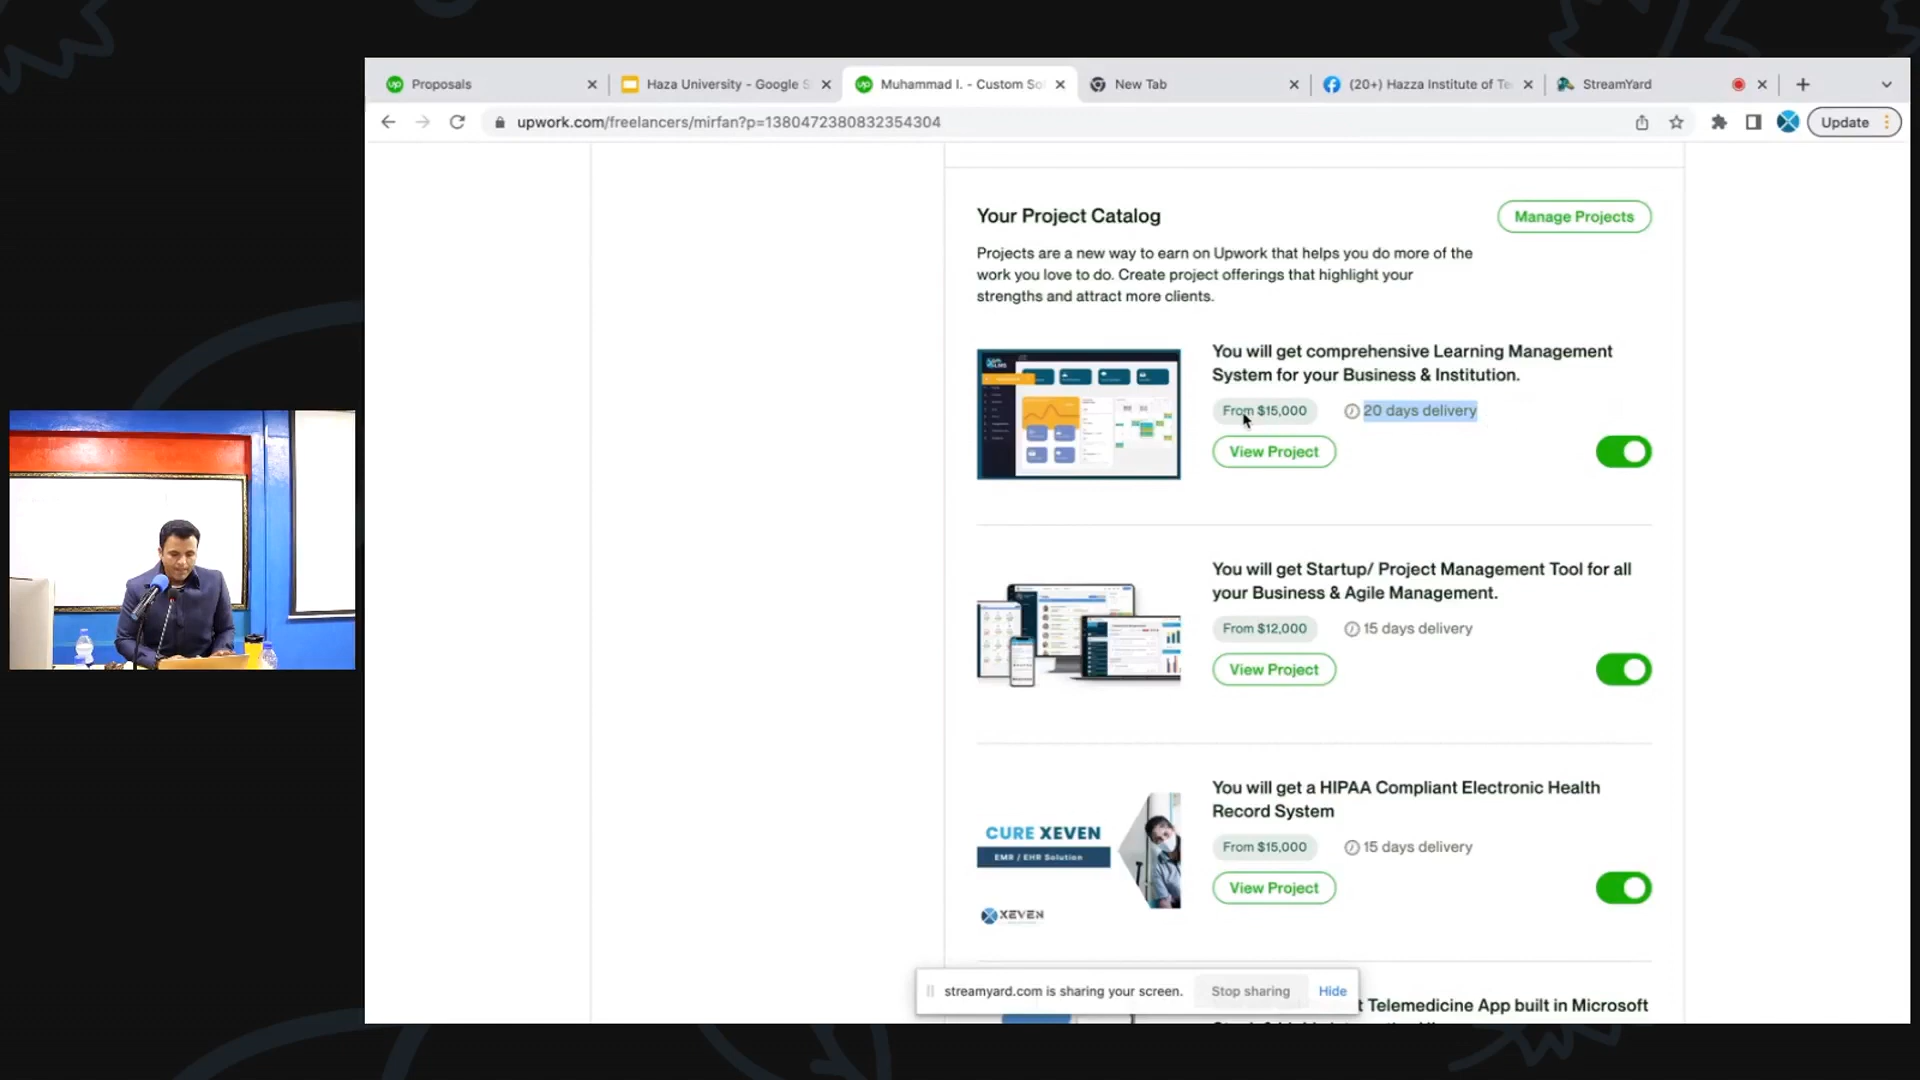 Proposals
Haza University - Google S
Muhammad I. - Custom So
New Tab
(20+) Hazza Institute of Te
StreamYard
upwork.com/freelancers/mirfan?p=1380472380832354304
Update
Your Project Catalog
Manage Projects
Projects are a new way to earn on Upwork that helps you do more of the
work you love to do. Create project offerings that highlight your
strengths and attract more clients.
You will get comprehensive Learning Management
System for your Business & Institution.
From $15,000
20 days delivery
View Project
You will get Startup/ Project Management Tool for all
your Business & Agile Management.
From $12,000
15 days delivery
View Project
CURE XEVEN
EMR / EHR Solution
XEVEN
You will get a HIPAA Compliant Electronic Health
Record System
From $15,000
15 days delivery
View Project
streamyard.com is sharing your screen.
Stop sharing
Hide
t Telemedicine App built in Microsoft